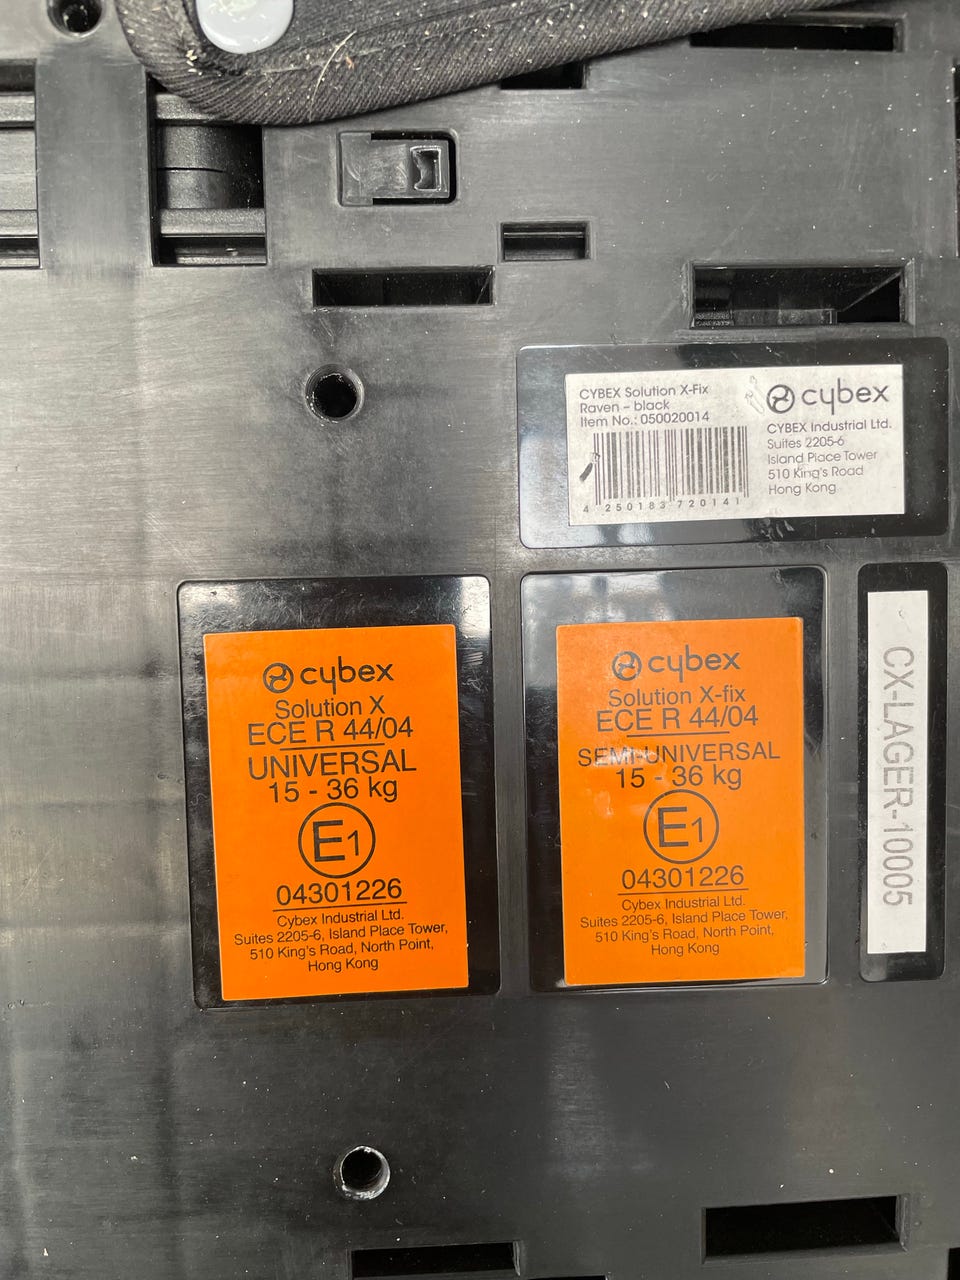 CYBEX Solution X-Fix
Raven - black
Item No.: 050020014
4 250183 720141
cybex
CYBEX Industrial Ltd.
Suites 2205-6
Island Place Tower
510 King's Road
Hong Kong
cybex
Solution X
ECE R 44/04
UNIVERSAL
15 - 36 kg
E1
04301226
Cybex Industrial Ltd.
Suites 2205-6, Island Place Tower,
510 King's Road, North Point,
Hong Kong
cybex
Solution X-fix
ECE R 44/04
SEMI-UNIVERSAL
15 - 36 kg
E1
04301226
Cybex Industrial Ltd.
Suites 2205-6, Island Place Tower,
510 King's Road, North Point,
Hong Kong
CX-LAGER-10005